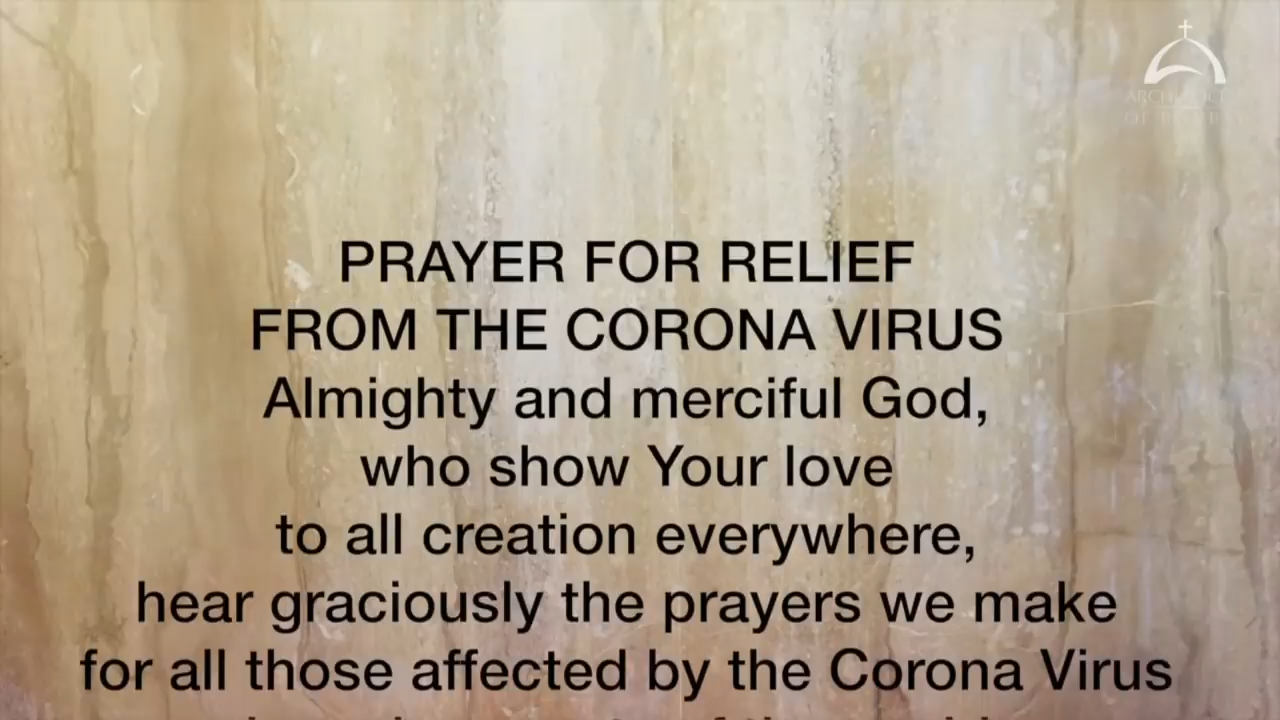 ARCHDIOCESE
PRAYER FOR RELIEF
FROM THE CORONA VIRUS
Almighty and merciful God,
who show Your love
to all creation everywhere,
hear graciously the prayers we make
for all those affected by the Corona Virus